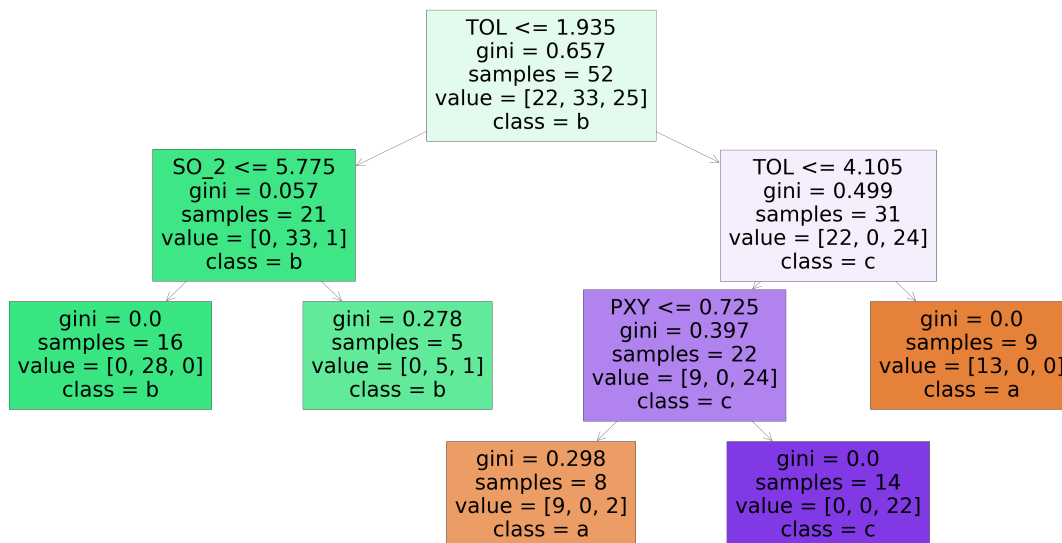 TOL <= 1.935
gini = 0.657
samples = 52
value = [22, 33, 25]
class = b
SO_2 <= 5.775
gini = 0.057
samples = 21
value = [0, 33, 1]
class = b
TOL <= 4.105
gini = 0.499
samples = 31
value = [22, 0, 24]
class = c
gini = 0.0
samples = 16
value = [0, 28, 0]
class = b
gini = 0.278
samples = 5
value = [0, 5, 1]
class = b
PXY <= 0.725
gini = 0.397
samples = 22
value = [9, 0, 24]
class = c
gini = 0.0
samples = 9
value = [13, 0, 0]
class = a
gini = 0.298
samples = 8
value = [9, 0, 2]
class = a
gini = 0.0
samples = 14
value = [0, 0, 22]
class = c